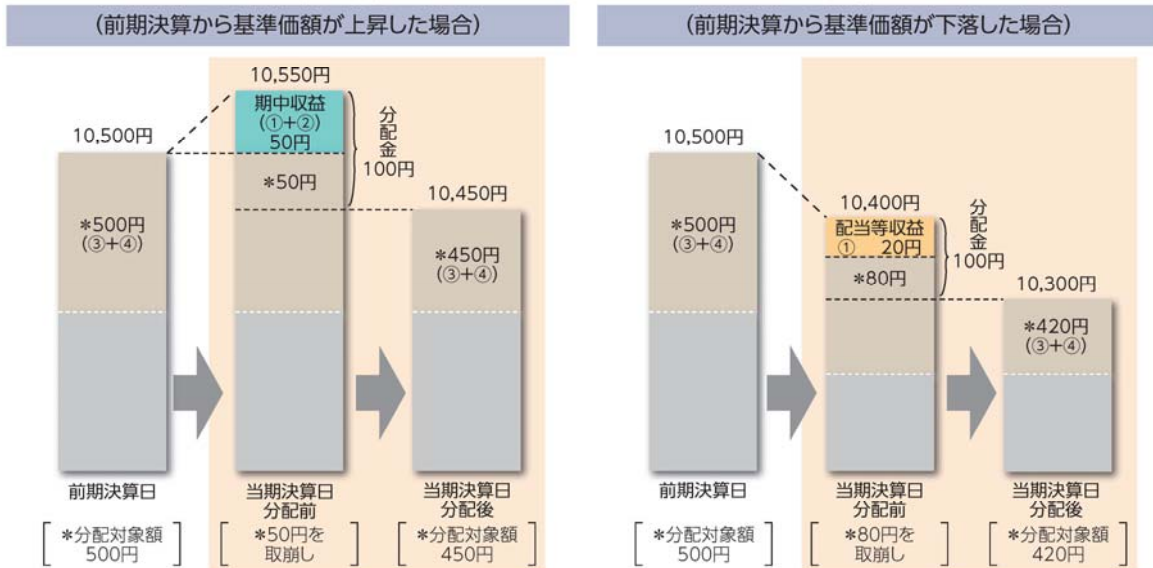 (前期決算から基準価額が上昇した場合)
10,500円
*500円
(③+④)
前期決算日
*分配対象額
500円
10,550円
期中収益
(①+②)
50円
*50円
分配金
100円
当期決算日
分配前
*50円を
取崩し
10,450円
*450円
(③+④)
当期決算日
分配後
*分配対象額
450円
(前期決算から基準価額が下落した場合)
10,500円
*500円
(③+④)
前期決算日
*分配対象額
500円
10,400円
配当等収益
① 20円
*80円
分配金
100円
当期決算日
分配前
*80円を
取崩し
10,300円
*420円
(③+④)
当期決算日
分配後
*分配対象額
420円